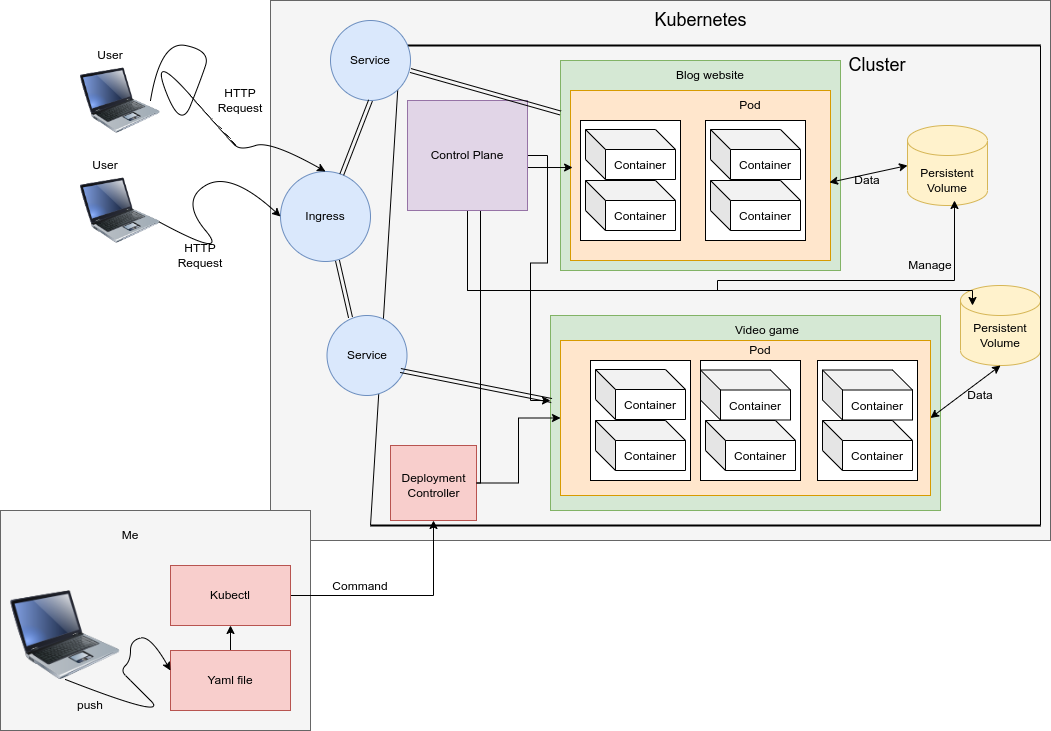 Kubernetes
Cluster
User
HTTP
Request
User
HTTP
Request
Service
Ingress
Service
Control Plane
Blog website
Pod
Container
Container
Container
Container
Data
Persistent
Volume
Manage
Video game
Pod
Container
Container
Container
Container
Container
Container
Persistent
Volume
Data
Deployment
Controller
Me
Kubectl
Command
Yaml file
push